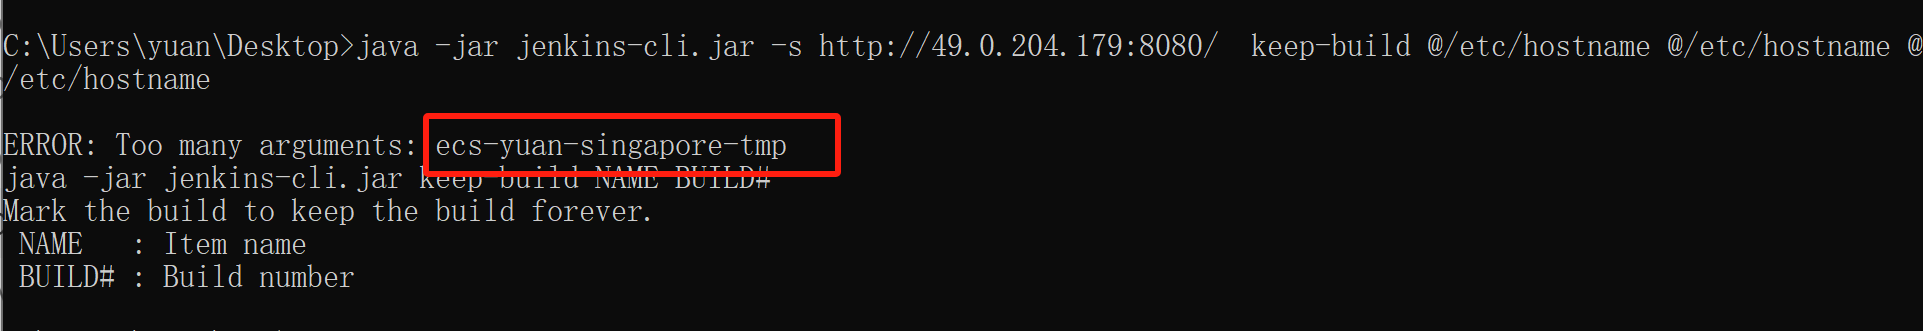 C:\Users\yuan\Desktop>java -jar jenkins-cli.jar -s http://49.0.204.179:8080/  keep-build @/etc/hostname @/etc/hostname @
/etc/hostname
ERROR: Too many arguments: ecs-yuan-singapore-tmp
java -jar jenkins-cli.jar keep-build NAME BUILD#
Mark the build to keep the build forever.
 NAME   : Item name
 BUILD# : Build number